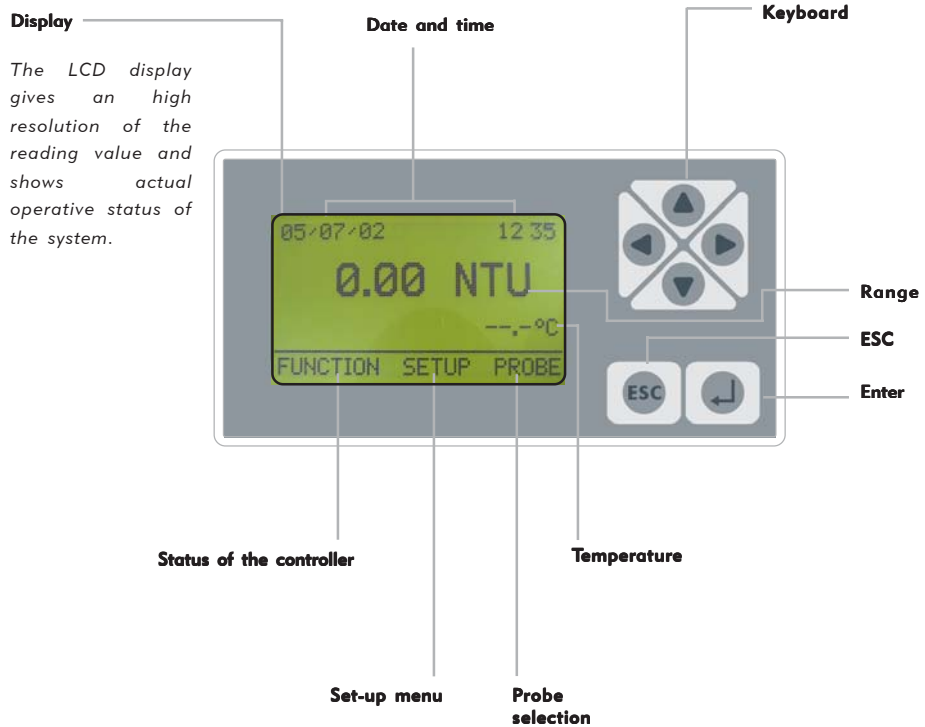 Display
Date and time
Keyboard
The LCD display
gives an high
resolution of the
reading value and
shows actual
operative status of
the system.
05/07/02 12 35
0.00 NTU
--.-°C
FUNCTION SETUP PROBE
ESC
Range
ESC
Enter
Status of the controller
Temperature
Set-up menu
Probe
selection